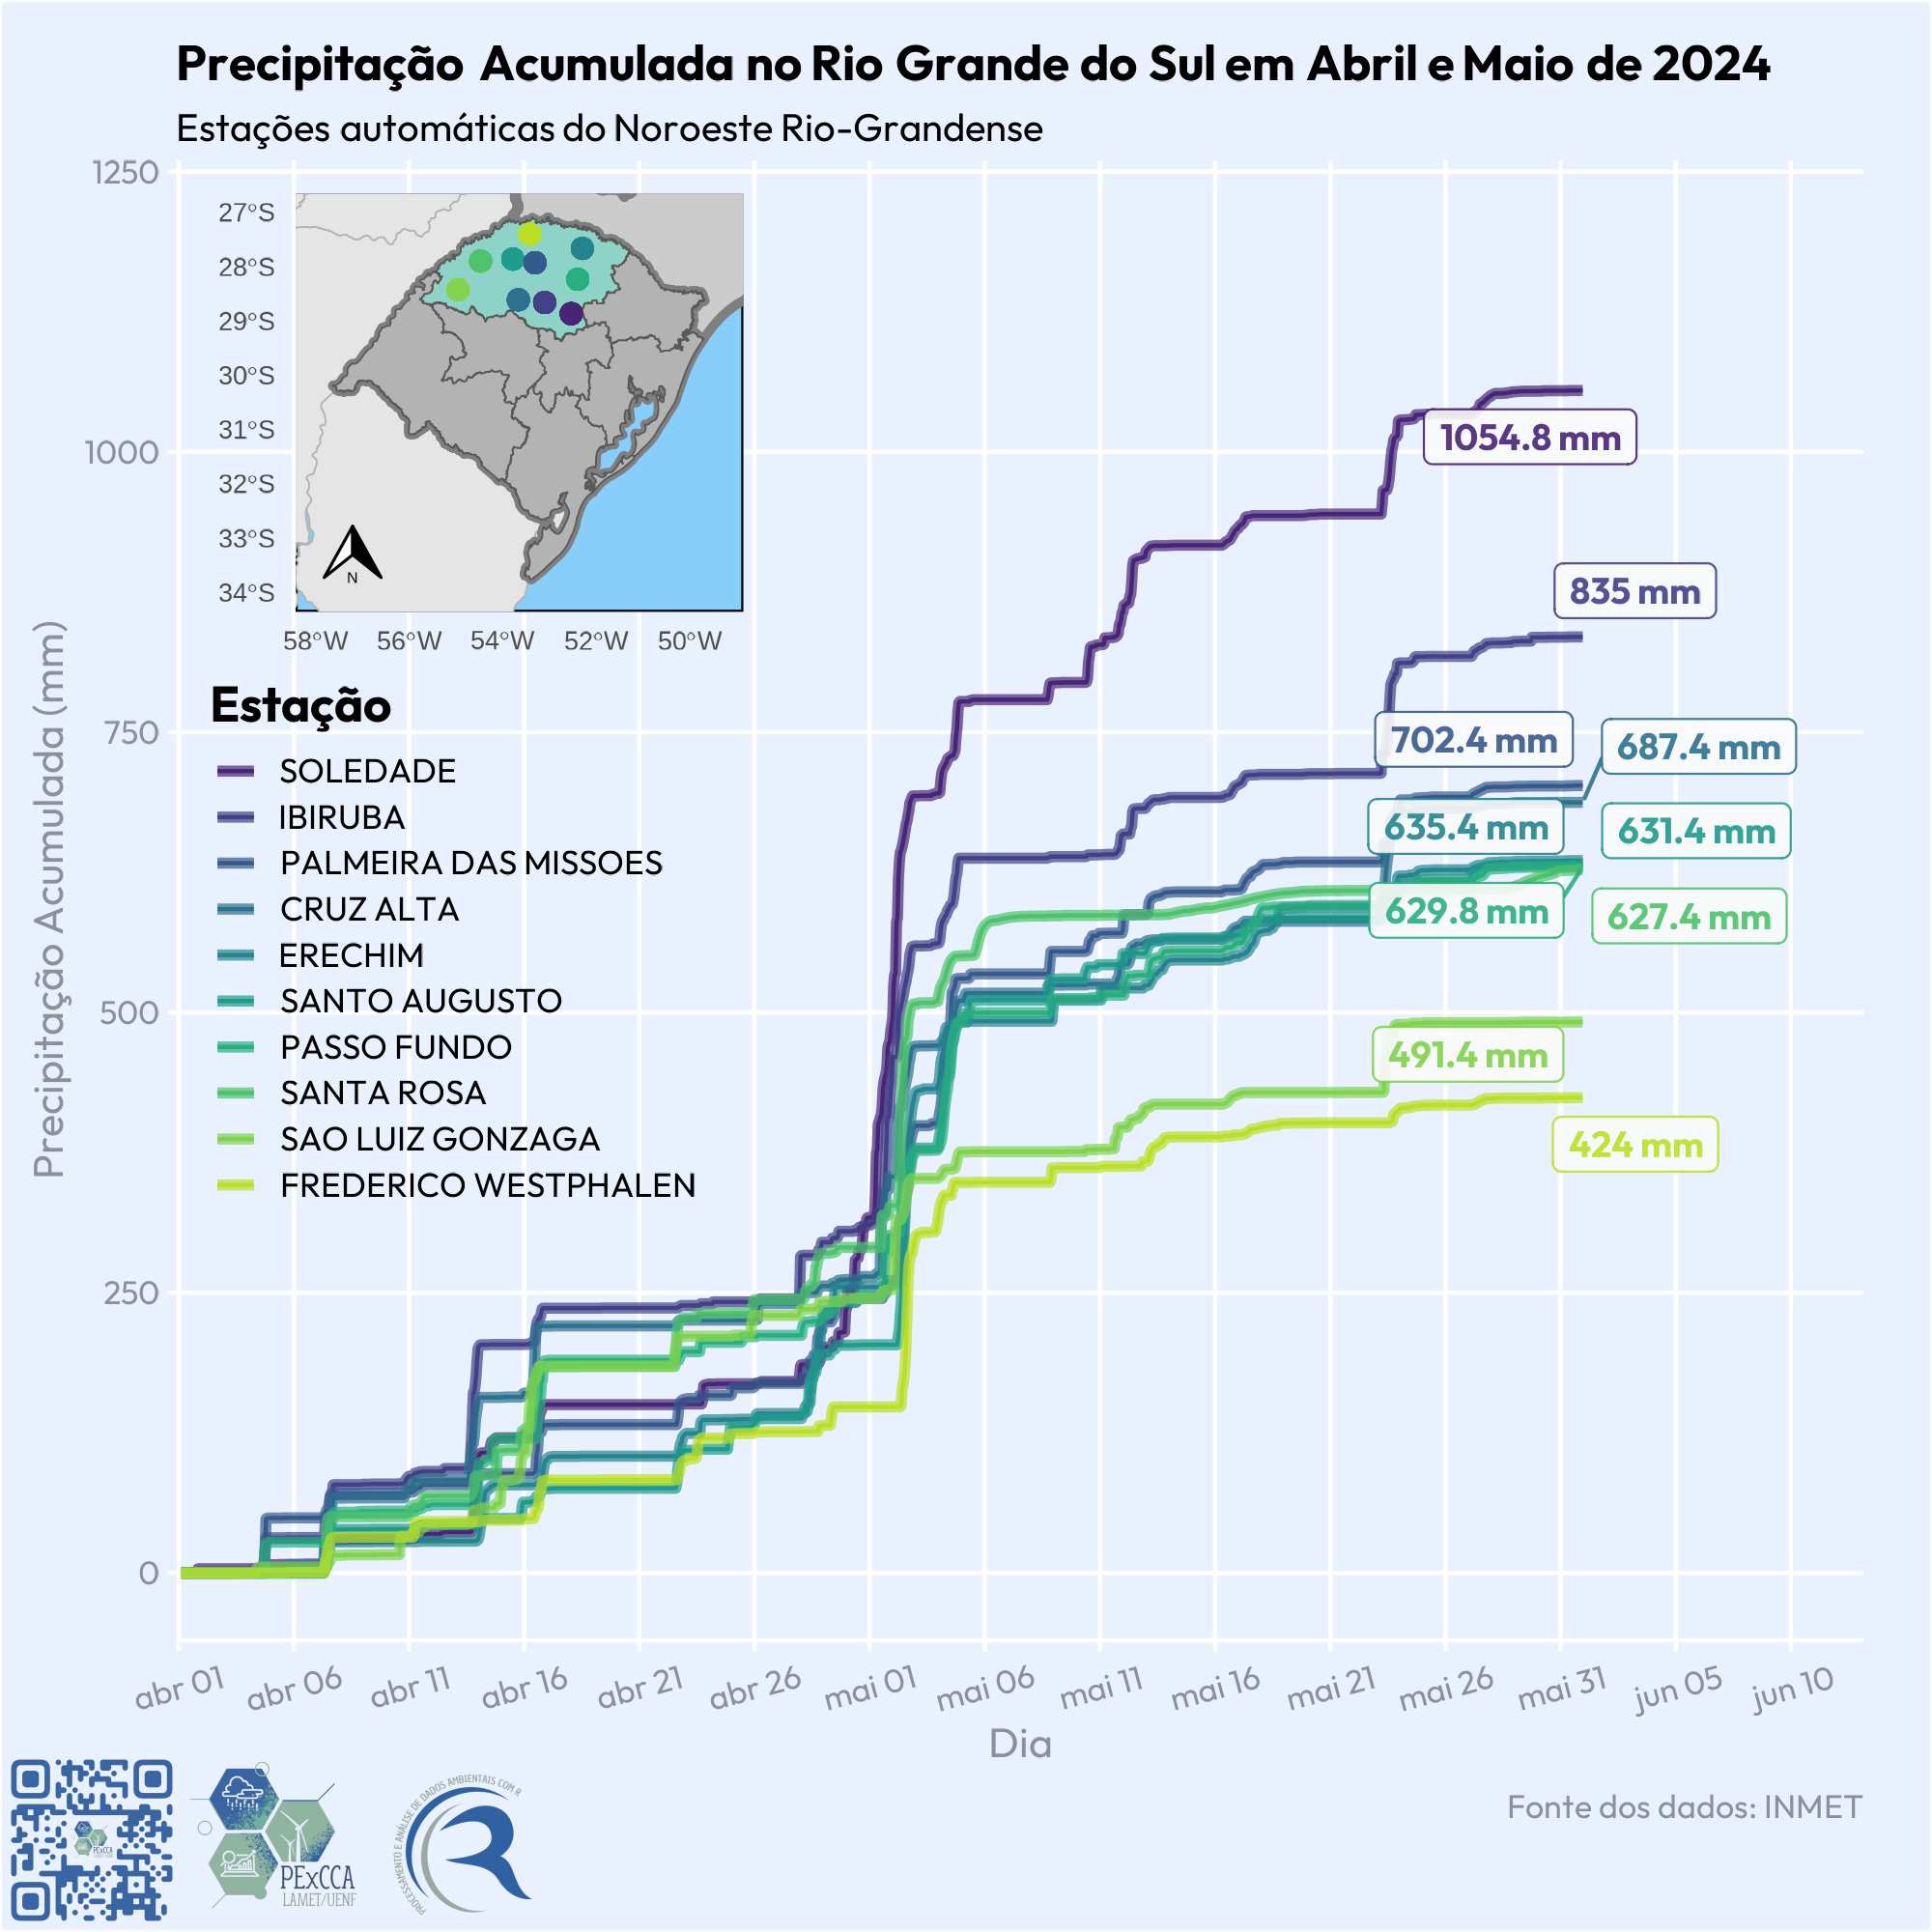 Precipitação Acumulada no Rio Grande do Sul em Abril e Maio de 2024
Estações automáticas do Noroeste Rio-Grandense
Precipitação Acumulada (mm)
1250
1000
750
500
250
0
27°S
28°S
29°S
30°S
31°S
32°S
33°S
34°S
N
58°W 56°W 54°W 52°W 50°W
Estação
SOLEDADE
IBIRUBA
PALMEIRA DAS MISSOES
CRUZ ALTA
ERECHIM
SANTO AUGUSTO
PASSO FUNDO
SANTA ROSA
SAO LUIZ GONZAGA
FREDERICO WESTPHALEN
1054.8 mm
835 mm
702.4 mm
687.4 mm
635.4 mm
631.4 mm
629.8 mm
627.4 mm
491.4 mm
424 mm
abr 01 abr 06 abr 11 abr 16 abr 21 abr 26 mai 01 mai 06 mai 11 mai 16 mai 21 mai 26 mai 31 jun 05 jun 10
Dia
Fonte dos dados: INMET
PExCCA
LAMET/UENF
PROCESSAMENTO E ANÁLISE DE DADOS AMBIENTAIS COM R
R